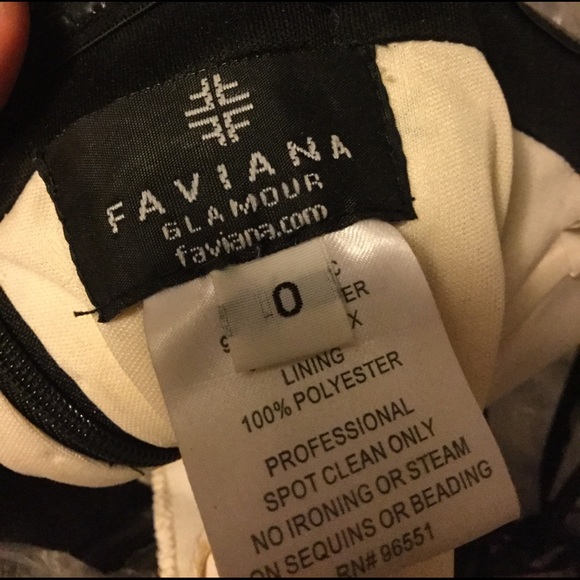 FAVIANA
GLAMOUR
faviana.com
0
LINING
100% POLYESTER
PROFESSIONAL
SPOT CLEAN ONLY
NO IRONING OR STEAM
ON SEQUINS OR BEADING
RN# 96551